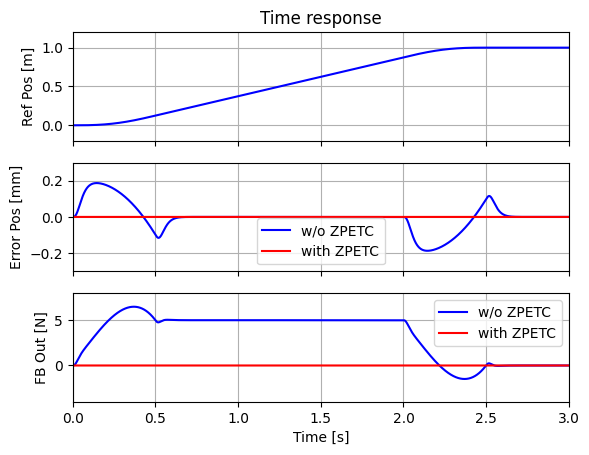 Time response
Ref Pos [m]
1.0
0.5
0.0
Error Pos [mm]
0.2
0.0
−0.2
w/o ZPETC
with ZPETC
FB Out [N]
5
0
w/o ZPETC
with ZPETC
0.0 0.5 1.0 1.5 2.0 2.5 3.0
Time [s]